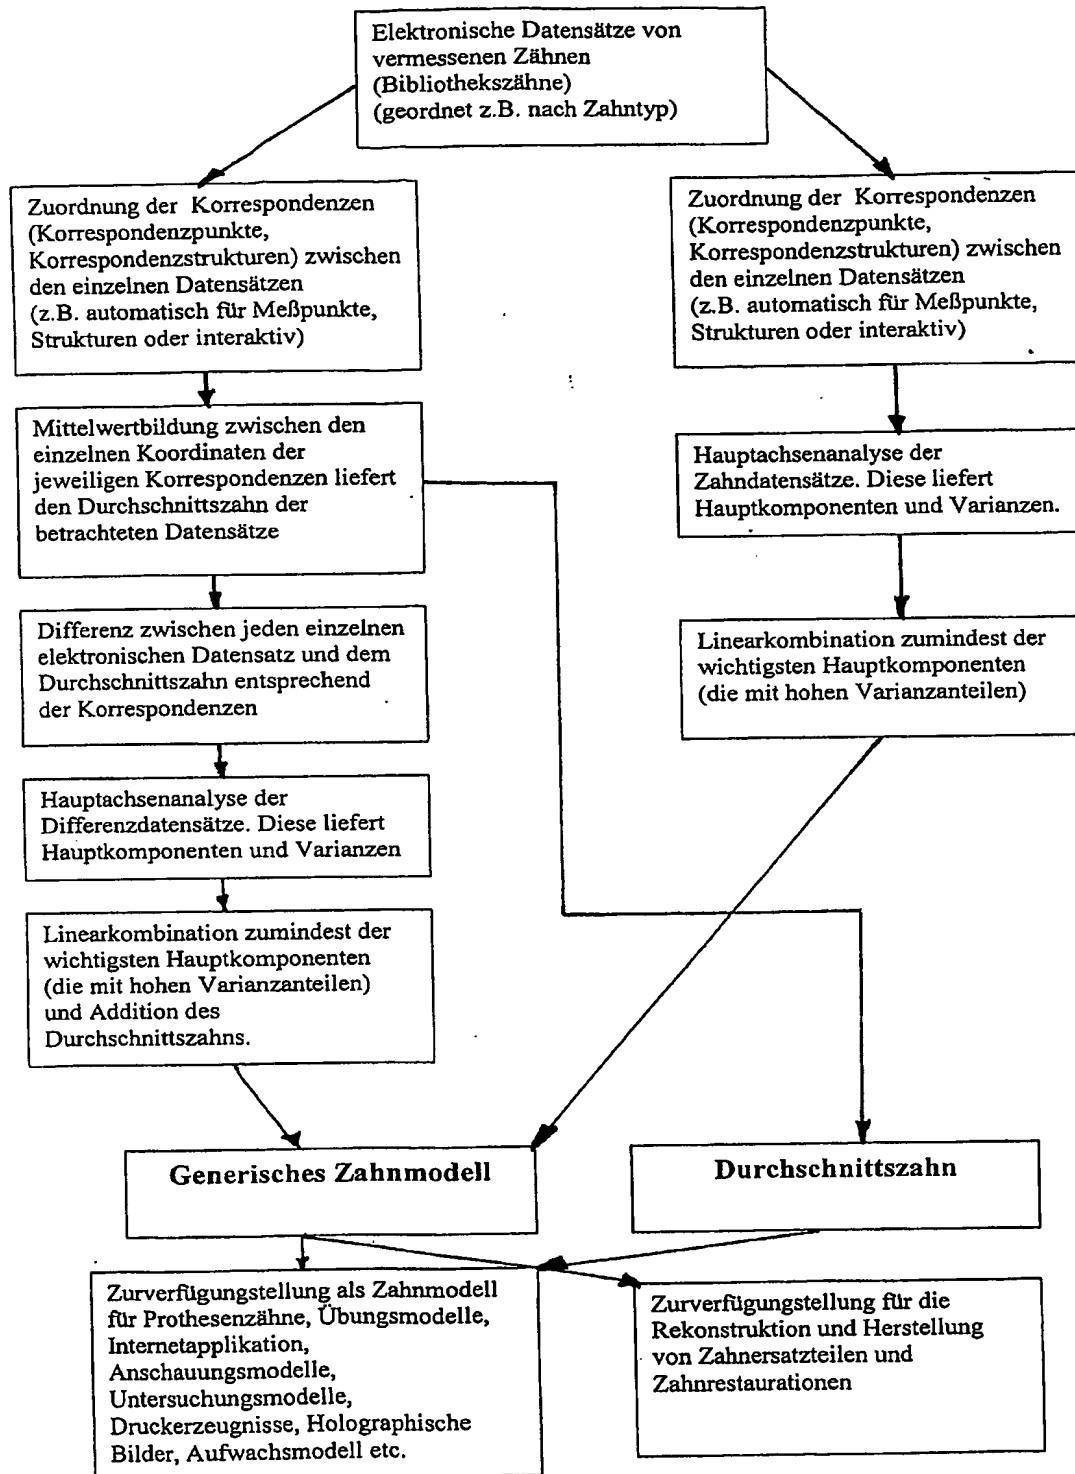 Elektronische Datensätze von
vermessenen Zähnen
(Bibliothekszähne)
(geordnet z.B. nach Zahntyp)
Zuordnung der Korrespondenzen
(Korrespondenzpunkte,
Korrespondenzstrukturen) zwischen
den einzelnen Datensätzen
(z.B. automatisch für Meßpunkte,
Strukturen oder interaktiv)
Mittelwertbildung zwischen den
einzelnen Koordinaten der
jeweiligen Korrespondenzen liefert
den Durchschnittszahn der
betrachteten Datensätze
Differenz zwischen jeden einzelnen
elektronischen Datensatz und dem
Durchschnittszahn entsprechend
der Korrespondenzen
Hauptachsenanalyse der
Differenzdatensätze. Diese liefert
Hauptkomponenten und Varianzen
Linearkombination zumindest der
wichtigsten Hauptkomponenten
(die mit hohen Varianzanteilen)
und Addition des
Durchschnittszahns.
Zuordnung der Korrespondenzen
(Korrespondenzpunkte,
Korrespondenzstrukturen) zwischen
den einzelnen Datensätzen
(z.B. automatisch für Meßpunkte,
Strukturen oder interaktiv)
Hauptachsenanalyse der
Zahndatensätze. Diese liefert
Hauptkomponenten und Varianzen.
Linearkombination zumindest der
wichtigsten Hauptkomponenten
(die mit hohen Varianzanteilen)
Generisches Zahnmodell
Durchschnittszahn
Zurverfügungstellung als Zahnmodell
für Prothesenzähne, Übungsmodelle,
Internetapplikation,
Anschauungsmodelle,
Untersuchungsmodelle,
Druckerzeugnisse, Holographische
Bilder, Aufwachsmodell etc.
Zurverfügungstellung für die
Rekonstruktion und Herstellung
von Zahnersatzteilen und
Zahnrestaurationen